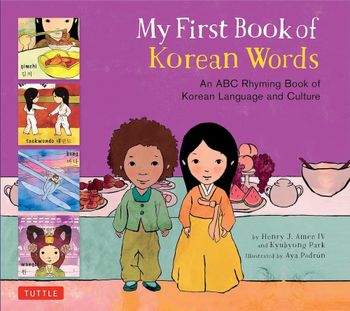 My First Book of
Korean Words
An ABC Rhyming Book of
Korean Language and Culture
gimchi
김치
taekwondo 태권도
wangbi
by Henry J. Amen IV
and Kyubyong Park
Illustrated by Aya Padrón
TUTTLE